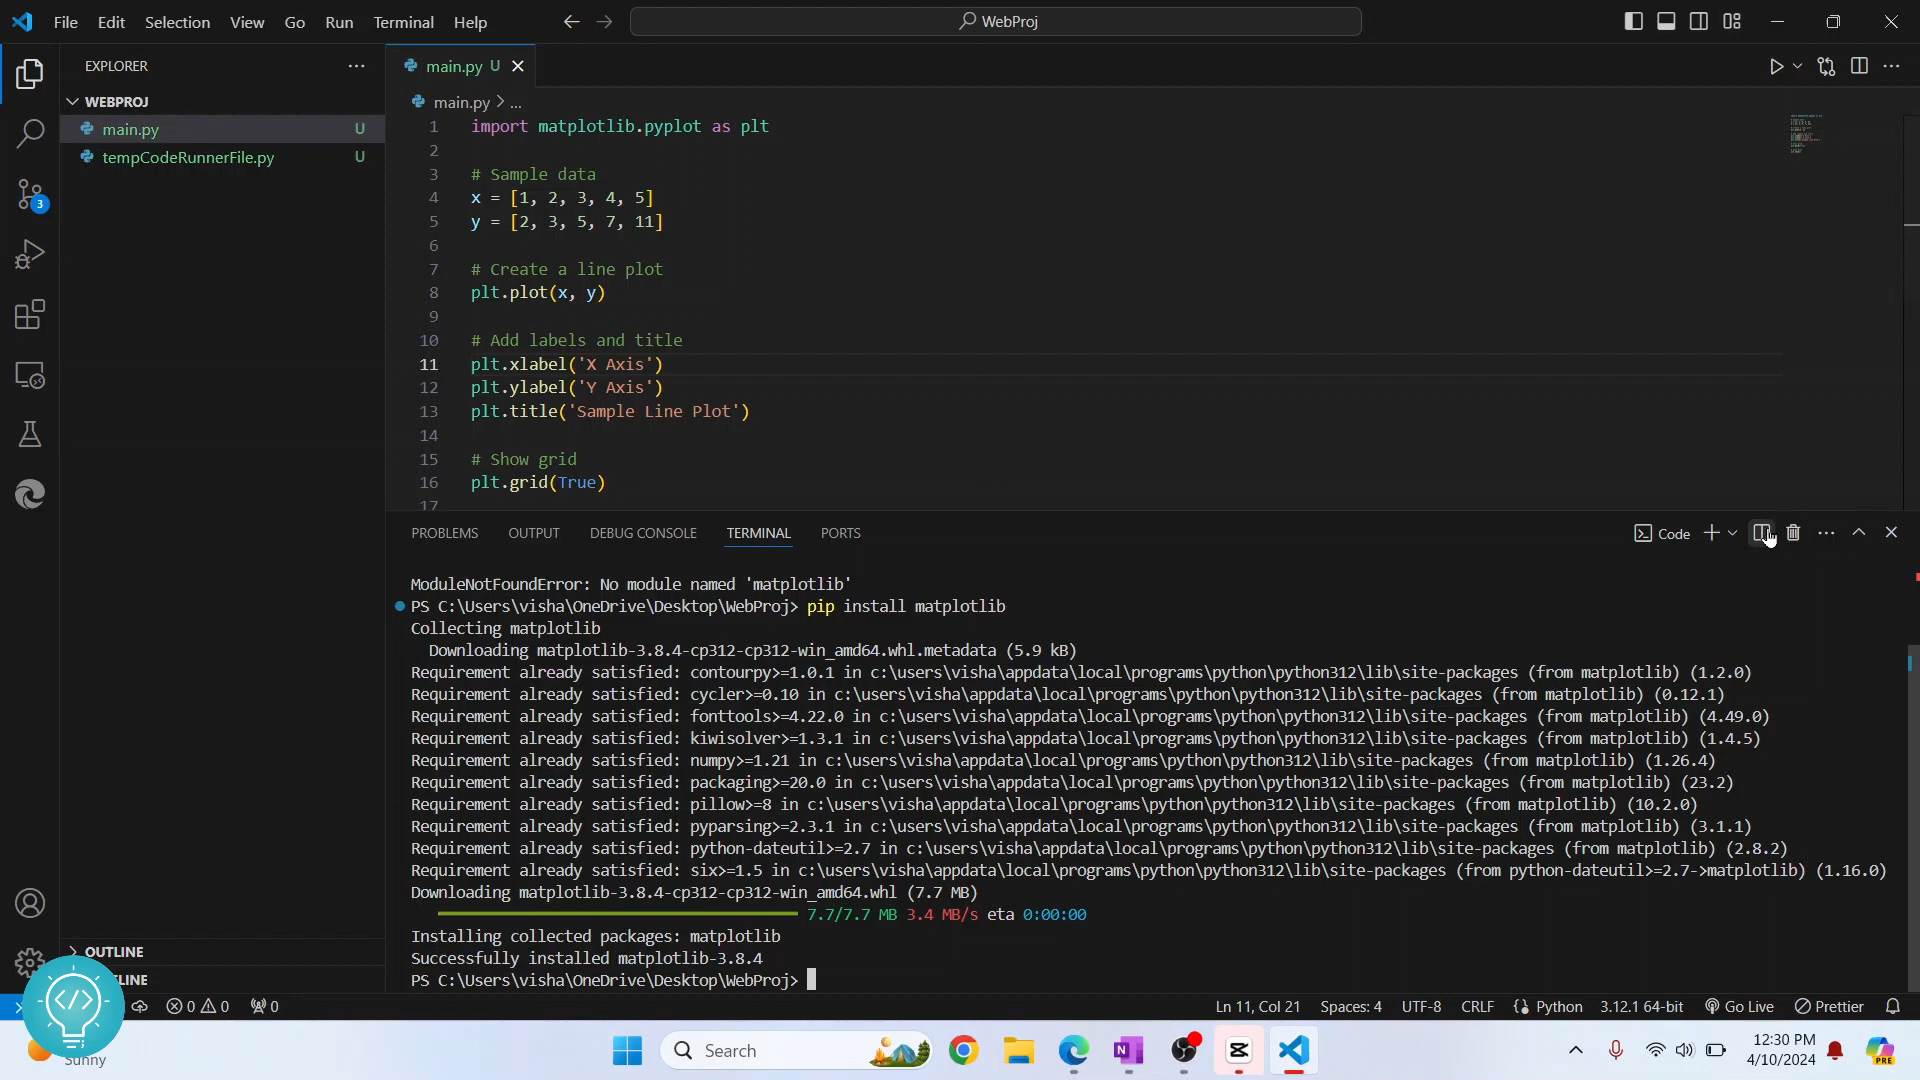 File Edit Selection View Go Run Terminal Help WebProj
EXPLORER
WEBPROJ
main.py U
tempCodeRunnerFile.py U
3
OUTLINE
LINE
main.py U
main.py > ...
1 import matplotlib.pyplot as plt
2
3 # Sample data
4 x = [1, 2, 3, 4, 5]
5 y = [2, 3, 5, 7, 11]
6
7 # Create a line plot
8 plt.plot(x, y)
9
10 # Add labels and title
11 plt.xlabel('X Axis')
12 plt.ylabel('Y Axis')
13 plt.title('Sample Line Plot')
14
15 # Show grid
16 plt.grid(True)
17
PROBLEMS OUTPUT DEBUG CONSOLE TERMINAL PORTS Code
ModuleNotFoundError: No module named 'matplotlib'
PS C:\Users\visha\OneDrive\Desktop\WebProj> pip install matplotlib
Collecting matplotlib
Downloading matplotlib-3.8.4-cp312-cp312-win_amd64.whl.metadata (5.9 kB)
Requirement already satisfied: contourpy>=1.0.1 in c:\users\visha\appdata\local\programs\python\python312\lib\site-packages (from matplotlib) (1.2.0)
Requirement already satisfied: cycler>=0.10 in c:\users\visha\appdata\local\programs\python\python312\lib\site-packages (from matplotlib) (0.12.1)
Requirement already satisfied: fonttools>=4.22.0 in c:\users\visha\appdata\local\programs\python\python312\lib\site-packages (from matplotlib) (4.49.0)
Requirement already satisfied: kiwisolver>=1.3.1 in c:\users\visha\appdata\local\programs\python\python312\lib\site-packages (from matplotlib) (1.4.5)
Requirement already satisfied: numpy>=1.21 in c:\users\visha\appdata\local\programs\python\python312\lib\site-packages (from matplotlib) (1.26.4)
Requirement already satisfied: packaging>=20.0 in c:\users\visha\appdata\local\programs\python\python312\lib\site-packages (from matplotlib) (23.2)
Requirement already satisfied: pillow>=8 in c:\users\visha\appdata\local\programs\python\python312\lib\site-packages (from matplotlib) (10.2.0)
Requirement already satisfied: pyparsing>=2.3.1 in c:\users\visha\appdata\local\programs\python\python312\lib\site-packages (from matplotlib) (3.1.1)
Requirement already satisfied: python-dateutil>=2.7 in c:\users\visha\appdata\local\programs\python\python312\lib\site-packages (from matplotlib) (2.8.2)
Requirement already satisfied: six>=1.5 in c:\users\visha\appdata\local\programs\python\python312\lib\site-packages (from python-dateutil>=2.7->matplotlib) (1.16.0)
Downloading matplotlib-3.8.4-cp312-cp312-win_amd64.whl (7.7 MB)
7.7/7.7 MB 3.4 MB/s eta 0:00:00
Installing collected packages: matplotlib
Successfully installed matplotlib-3.8.4
PS C:\Users\visha\OneDrive\Desktop\WebProj>
0 0 0 Ln 11, Col 21 Spaces: 4 UTF-8 CRLF Python 3.12.1 64-bit Go Live Prettier
</>
Sunny
Search
12:30 PM
4/10/2024
PRE